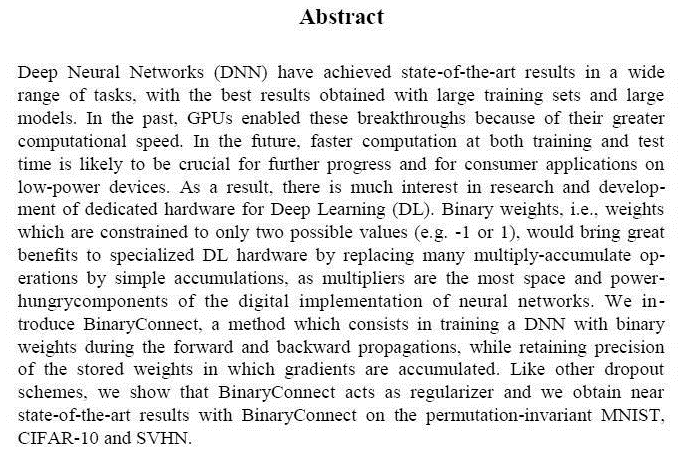 Abstract
Deep Neural Networks (DNN) have achieved state-of-the-art results in a wide
range of tasks, with the best results obtained with large training sets and large
models. In the past, GPUs enabled these breakthroughs because of their greater
computational speed. In the future, faster computation at both training and test
time is likely to be crucial for further progress and for consumer applications on
low-power devices. As a result, there is much interest in research and develop-
ment of dedicated hardware for Deep Learning (DL). Binary weights, i.e., weights
which are constrained to only two possible values (e.g. -1 or 1), would bring great
benefits to specialized DL hardware by replacing many multiply-accumulate op-
erations by simple accumulations, as multipliers are the most space and power-
hungrycomponents of the digital implementation of neural networks. We in-
troduce BinaryConnect, a method which consists in training a DNN with binary
weights during the forward and backward propagations, while retaining precision
of the stored weights in which gradients are accumulated. Like other dropout
schemes, we show that BinaryConnect acts as regularizer and we obtain near
state-of-the-art results with BinaryConnect on the permutation-invariant MNIST,
CIFAR-10 and SVHN.